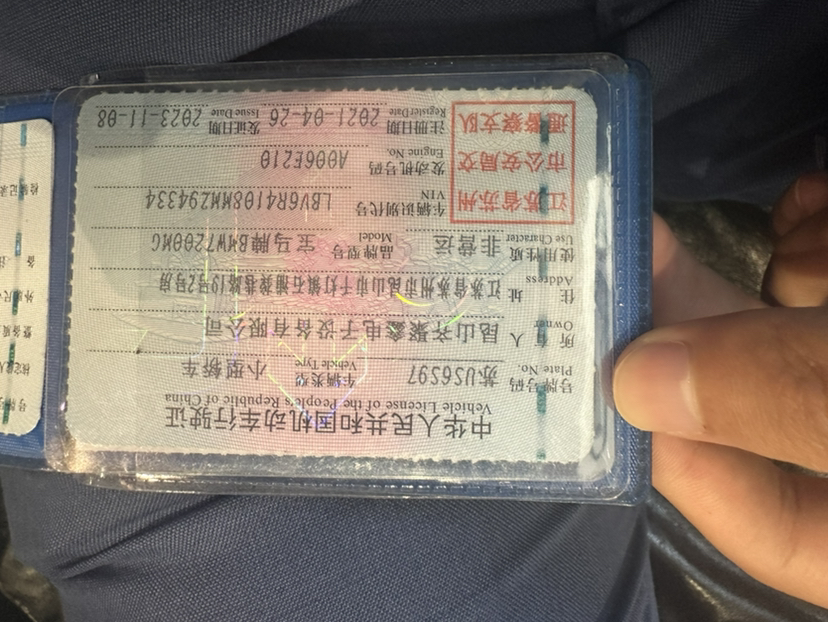 中华人民共和国机动车行驶证
Vehicle License of the People's Republic of China
号牌号码 Plate No. 苏US6S97 车辆类型 Vehicle Type 小型轿车
所有人 Owner 昆山齐聚鑫电子设备有限公司
住址 Address 江苏省苏州市昆山市千灯镇石浦蒙巷路19号2号房
使用性质 Use Character 非营运 品牌型号 Model 宝马牌BMW7200MG
江苏省苏州
市公安局交
通警察支队
车辆识别代号 VIN LBV6R4108MM294334
发动机号码 Engine No. A006E210
注册日期 Register Date 2021-04-26 发证日期 Issue Date 2023-11-08